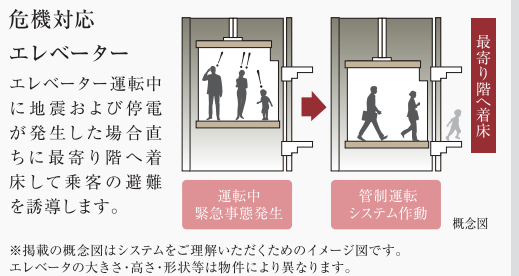 危機対応
エレベーター
エレベーター運転中
に地震および停電
が発生した場合直
ちに最寄り階へ着
床して乗客の避難
を誘導します。
! !! !
運転中
緊急事態発生
管制運転
システム作動
最寄り階へ着床
概念図
※掲載の概念図はシステムをご理解いただくためのイメージ図です。
エレベータの大きさ・高さ・形状等は物件により異なります。